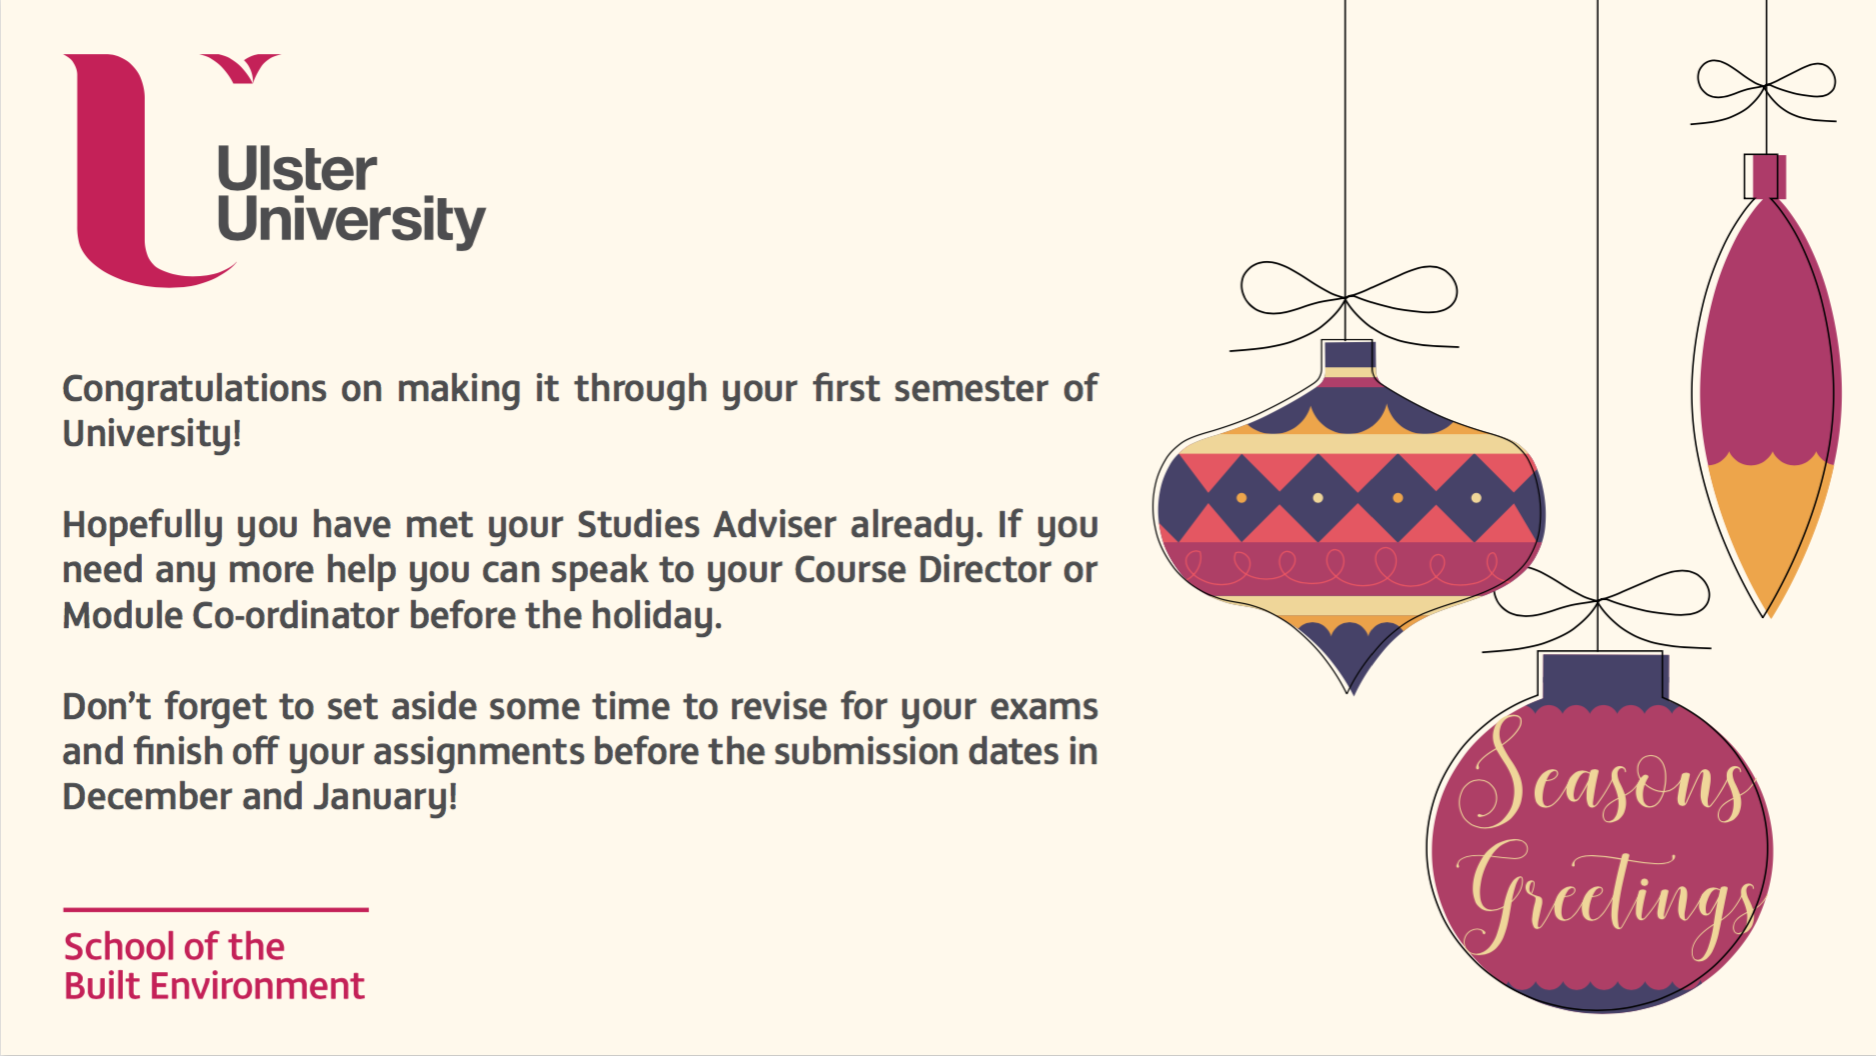 Ulster
University
Congratulations on making it through your first semester of
University!
Hopefully you have met your Studies Adviser already. If you
need any more help you can speak to your Course Director or
Module Co-ordinator before the holiday.
Don't forget to set aside some time to revise for your exams
and finish off your assignments before the submission dates in
December and January!
School of the
Built Environment
Seasons
Greetings